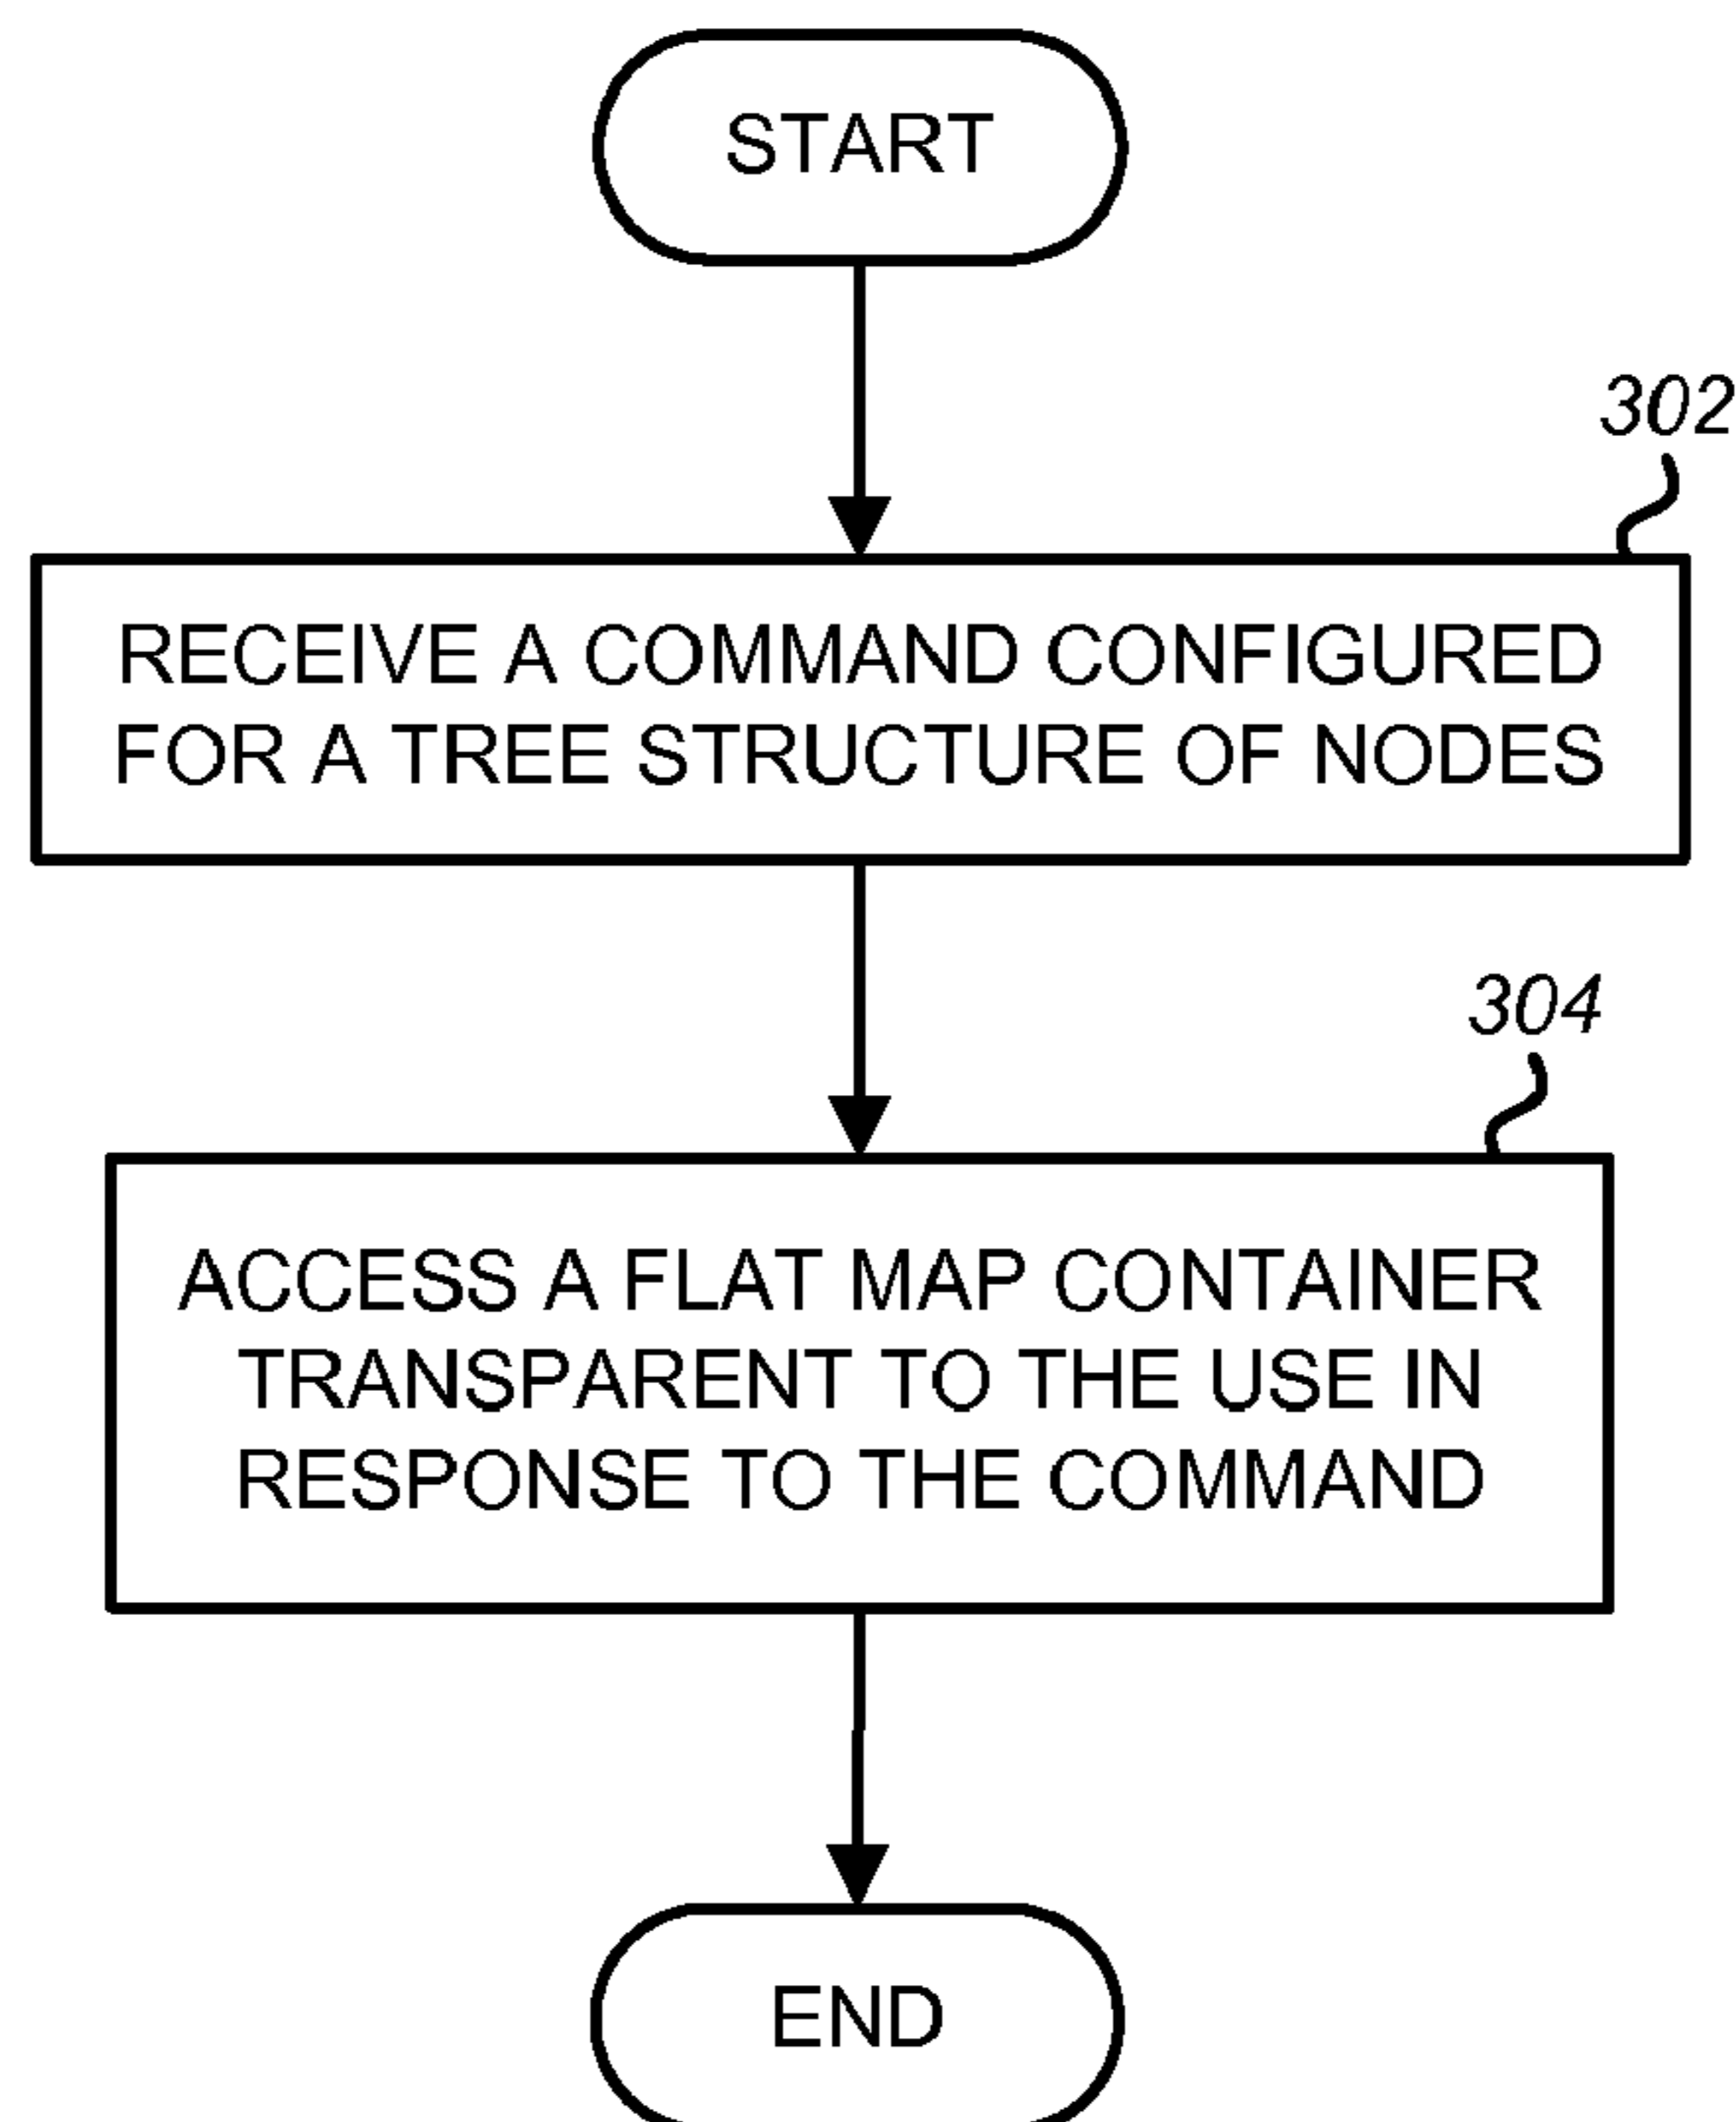 START
302
RECEIVE A COMMAND CONFIGURED
FOR A TREE STRUCTURE OF NODES
304
ACCESS A FLAT MAP CONTAINER
TRANSPARENT TO THE USE IN
RESPONSE TO THE COMMAND
END